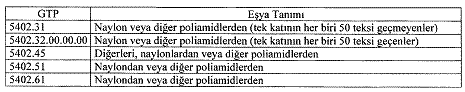 GTP Eşya Tanımı
5402.31 Naylon veya diğer poliamidlerden (tek katının her biri 50 teksi geçmeyenler)
5402.32.00.00.00 Naylon veya diğer poliamidlerden (tek katının her biri 50 teksi geçenler)
5402.45 Diğerleri, naylonlardan veya diğer poliamidlerden
5402.51 Naylondan veya diğer poliamidlerden
5402.61 Naylondan veya diğer poliamidlerden